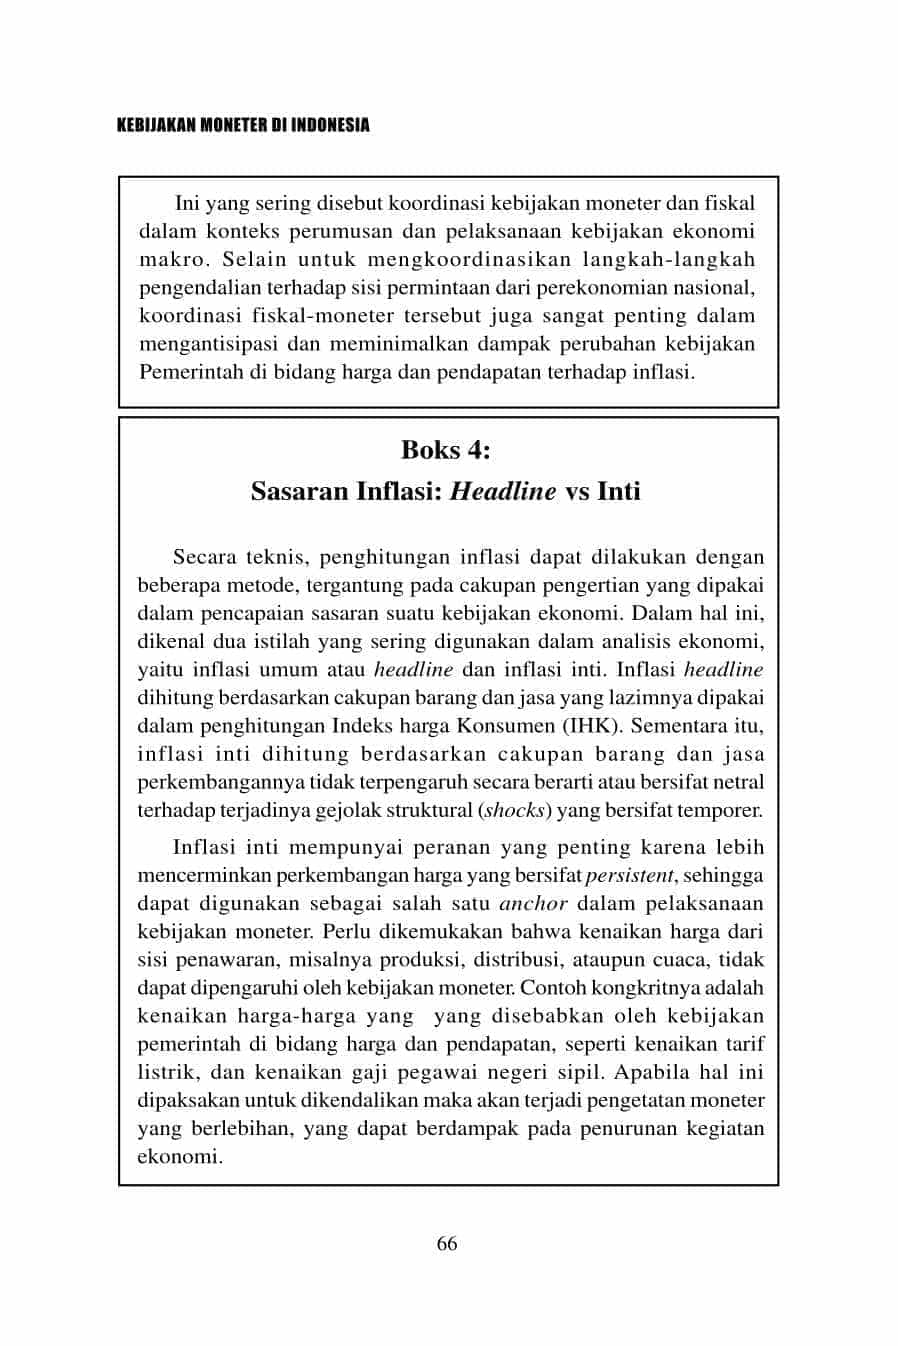 KEBIJAKAN MONETER DI INDONESIA
Ini yang sering disebut koordinasi kebijakan moneter dan fiskal
dalam konteks perumusan dan pelaksanaan kebijakan ekonomi
makro. Selain untuk mengkoordinasikan langkah-langkah
pengendalian terhadap sisi permintaan dari perekonomian nasional,
koordinasi fiskal-moneter tersebut juga sangat penting dalam
mengantisipasi dan meminimalkan dampak perubahan kebijakan
Pemerintah di bidang harga dan pendapatan terhadap inflasi.
Boks 4:
Sasaran Inflasi: Headline vs Inti
Secara teknis, penghitungan inflasi dapat dilakukan dengan
beberapa metode, tergantung pada cakupan pengertian yang dipakai
dalam pencapaian sasaran suatu kebijakan ekonomi. Dalam hal ini,
dikenal dua istilah yang sering digunakan dalam analisis ekonomi,
yaitu inflasi umum atau headline dan inflasi inti. Inflasi headline
dihitung berdasarkan cakupan barang dan jasa yang lazimnya dipakai
dalam penghitungan Indeks harga Konsumen (IHK). Sementara itu,
inflasi inti dihitung berdasarkan cakupan barang dan jasa
perkembangannya tidak terpengaruh secara berarti atau bersifat netral
terhadap terjadinya gejolak struktural (shocks) yang bersifat temporer.
Inflasi inti mempunyai peranan yang penting karena lebih
mencerminkan perkembangan harga yang bersifat persistent, sehingga
dapat digunakan sebagai salah satu anchor dalam pelaksanaan
kebijakan moneter. Perlu dikemukakan bahwa kenaikan harga dari
sisi penawaran, misalnya produksi, distribusi, ataupun cuaca, tidak
dapat dipengaruhi oleh kebijakan moneter. Contoh kongkritnya adalah
kenaikan harga-harga yang  yang disebabkan oleh kebijakan
pemerintah di bidang harga dan pendapatan, seperti kenaikan tarif
listrik, dan kenaikan gaji pegawai negeri sipil. Apabila hal ini
dipaksakan untuk dikendalikan maka akan terjadi pengetatan moneter
yang berlebihan, yang dapat berdampak pada penurunan kegiatan
ekonomi.
66